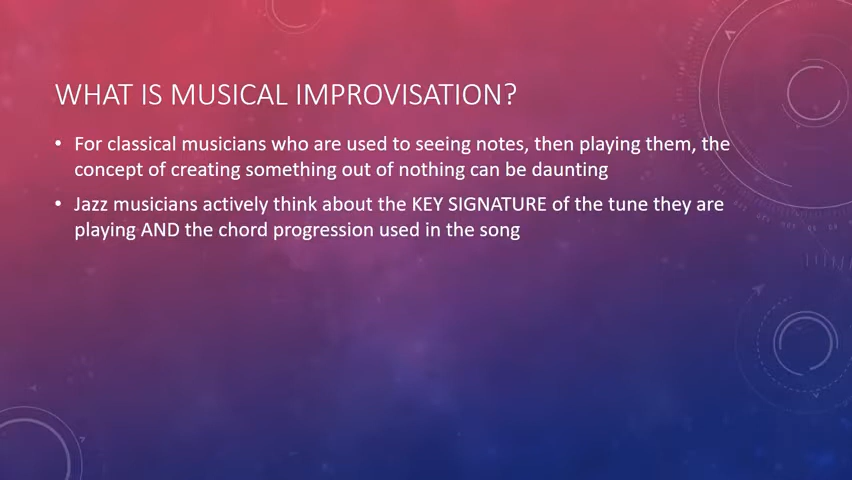 WHAT IS MUSICAL IMPROVISATION?
• For classical musicians who are used to seeing notes, then playing them, the
concept of creating something out of nothing can be daunting
• Jazz musicians actively think about the KEY SIGNATURE of the tune they are
playing AND the chord progression used in the song